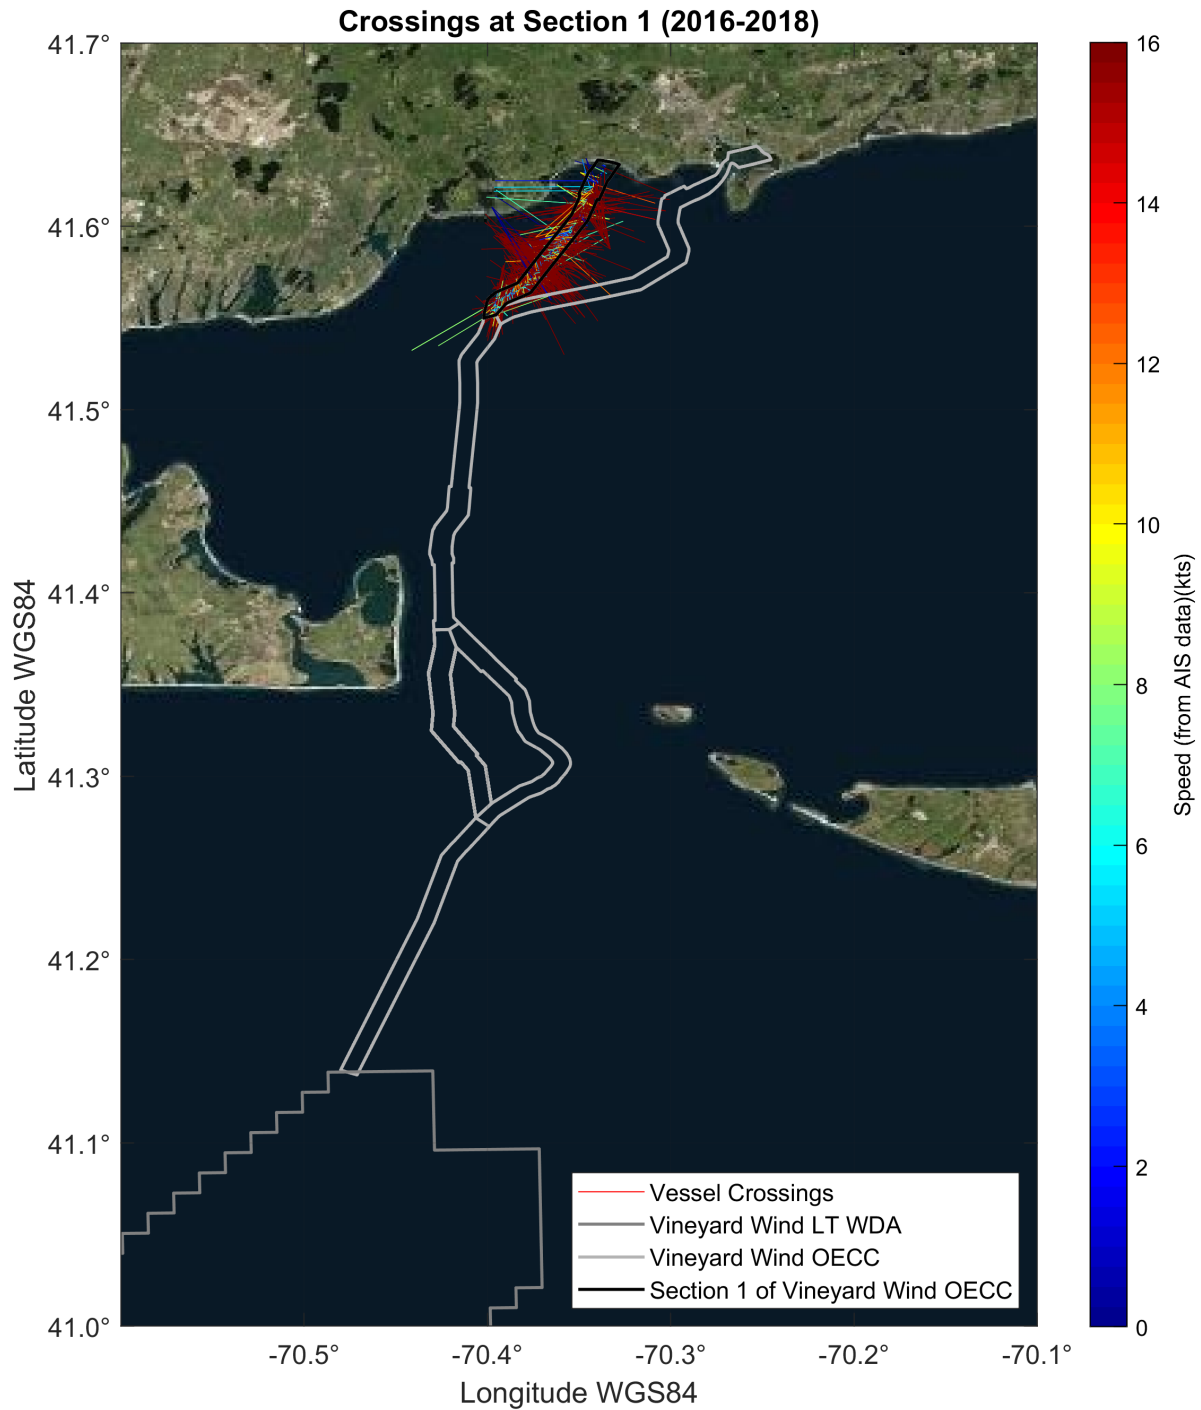 Crossings at Section 1 (2016-2018)
41.7°
41.6°
41.5°
41.4°
41.3°
41.2°
41.1°
41.0°
Latitude WGS84
-70.5°
-70.4°
-70.3°
-70.2°
-70.1°
Longitude WGS84
Vessel Crossings
Vineyard Wind LT WDA
Vineyard Wind OECC
Section 1 of Vineyard Wind OECC
16
14
12
10
8
6
4
2
0
Speed (from AIS data)(kts)